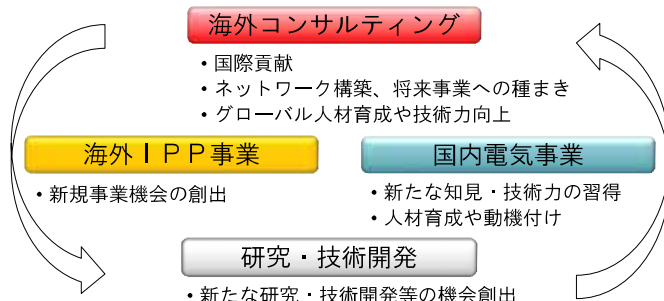 海外コンサルティング
・国際貢献
・ネットワーク構築、将来事業への種まき
・グローバル人材育成や技術力向上
海外ＩＰＰ事業
・新規事業機会の創出
国内電気事業
・新たな知見・技術力の習得
・人材育成や動機付け
研究・技術開発
・新たな研究・技術開発等の機会創出